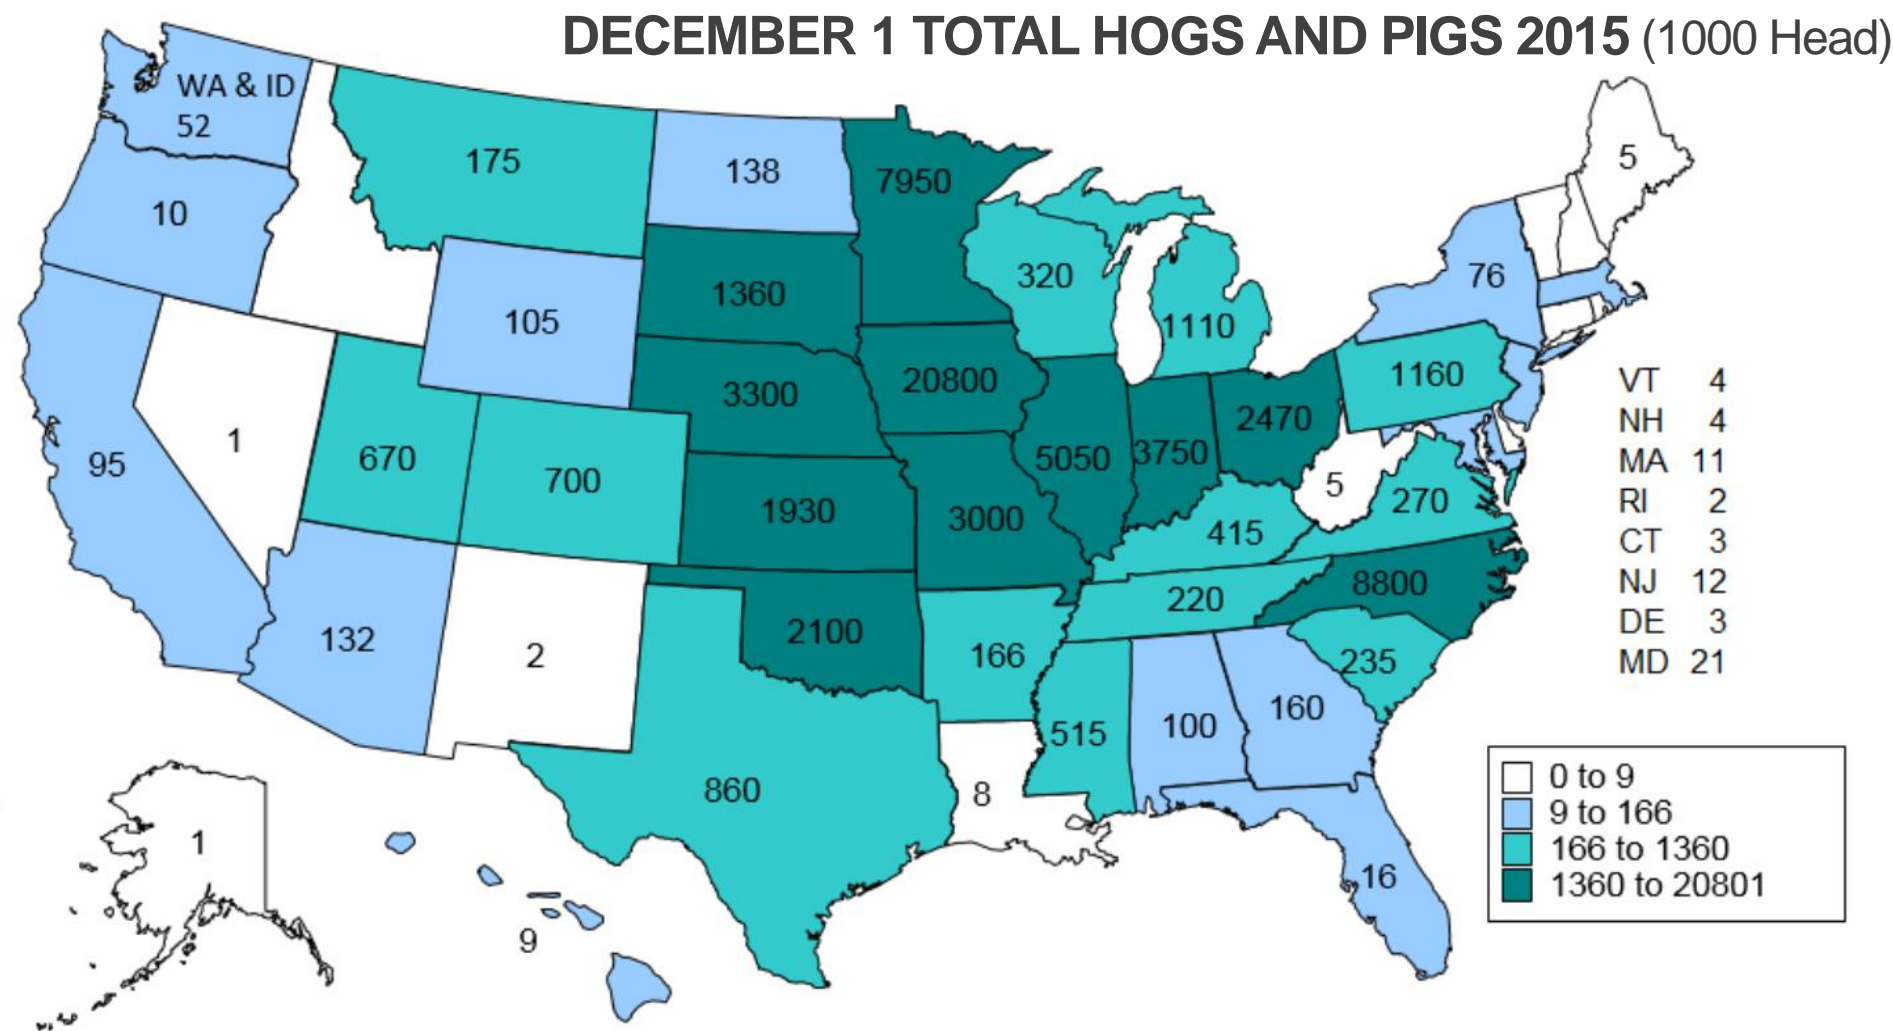 DECEMBER 1 TOTAL HOGS AND PIGS 2015 (1000 Head)
WA & ID
52
175
138
7950
5
10
320
76
1360
105
1110
20800
1160
3300
2470
1
95
670
700
5050
3750
5
270
1930
3000
415
8800
220
132
2
2100
166
235
515
100
160
860
8
16
1
9
VT 4
NH 4
MA 11
RI 2
CT 3
NJ 12
DE 3
MD 21
0 to 9
9 to 166
166 to 1360
1360 to 20801